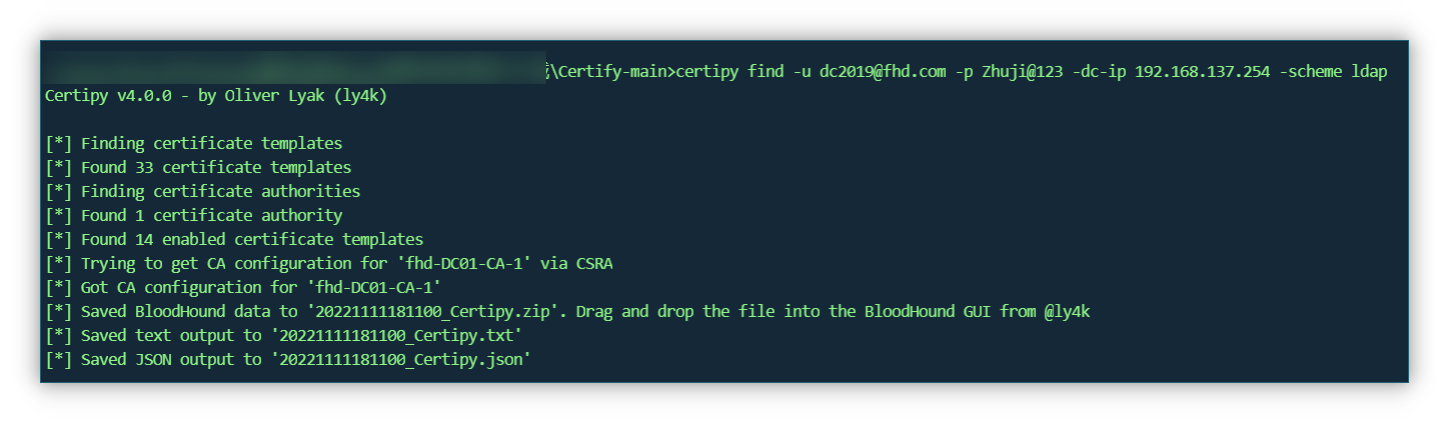 \Certify-main>certipy find -u dc2019@fhd.com -p Zhuji@123 -dc-ip 192.168.137.254 -scheme ldap
Certipy v4.0.0 - by Oliver Lyak (ly4k)
[*] Finding certificate templates
[*] Found 33 certificate templates
[*] Finding certificate authorities
[*] Found 1 certificate authority
[*] Found 14 enabled certificate templates
[*] Trying to get CA configuration for 'fhd-DC01-CA-1' via CSRA
[*] Got CA configuration for 'fhd-DC01-CA-1'
[*] Saved BloodHound data to '20221111181100_Certipy.zip'. Drag and drop the file into the BloodHound GUI from @ly4k
[*] Saved text output to '20221111181100_Certipy.txt'
[*] Saved JSON output to '20221111181100_Certipy.json'